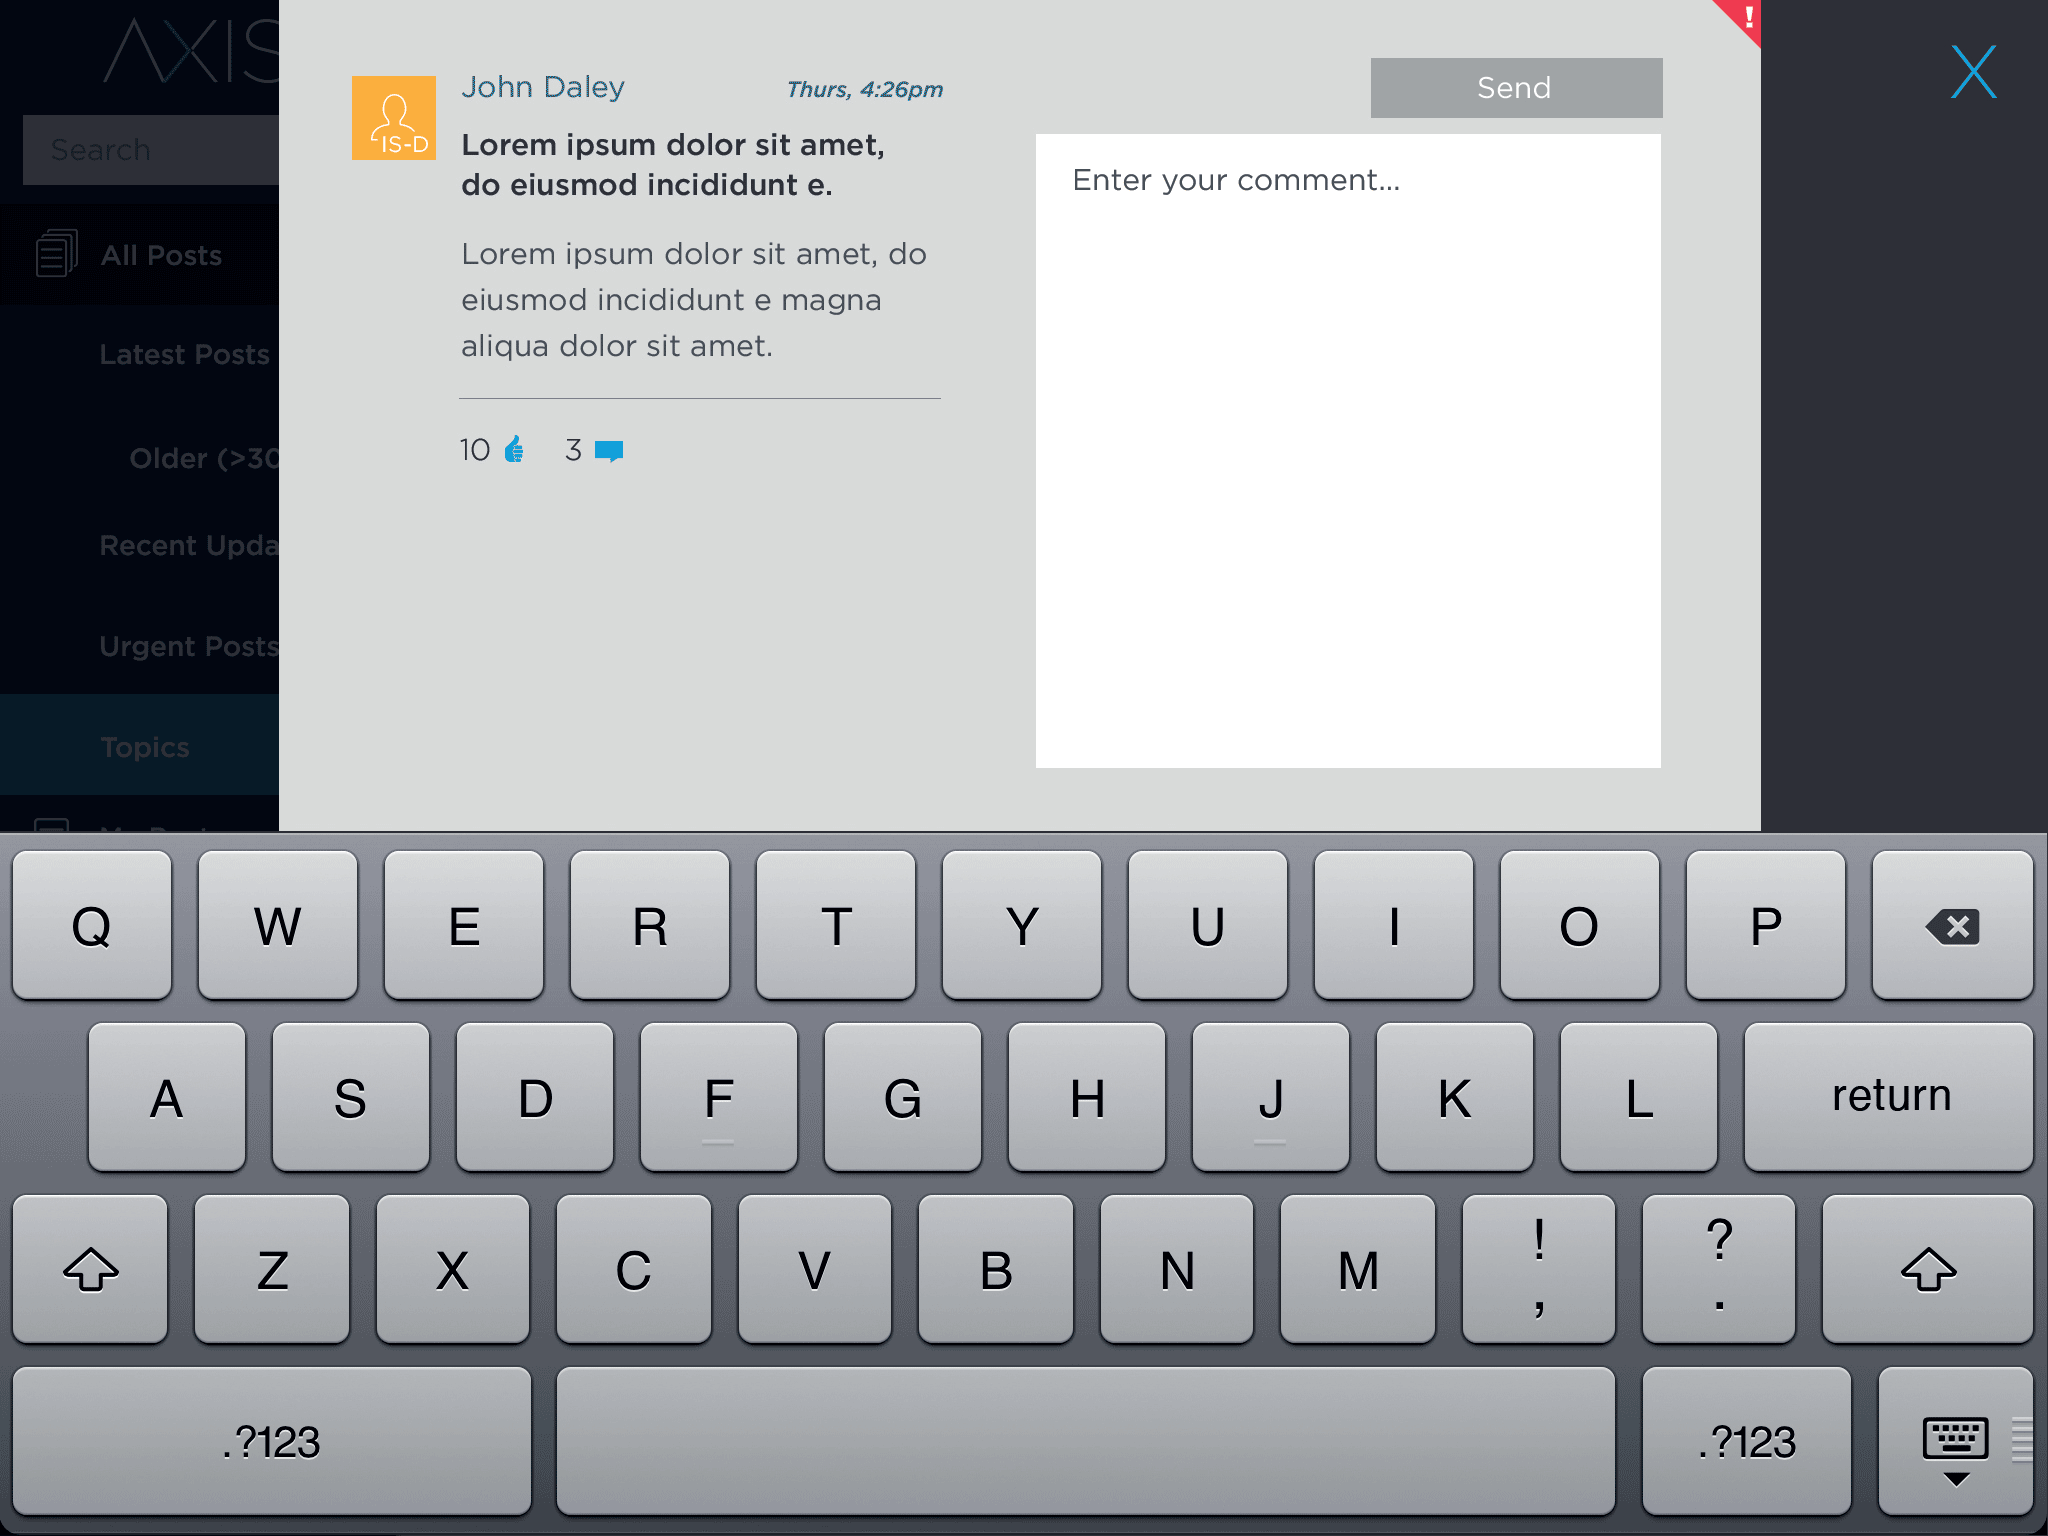 AXIS
Search
All Posts
Latest Posts
Older (>30
Recent Upda
Urgent Posts
Topics
IS-D
John Daley
Thurs, 4:26pm
Lorem ipsum dolor sit amet,
do eiusmod incididunt e.
Lorem ipsum dolor sit amet, do
eiusmod incididunt e magna
aliqua dolor sit amet.
10
3
Send
Enter your comment...
!
X
Q W E R T Y U I O P
A S D F G H J K L return
Z X C V B N M ! , ? .
.?123 .?123